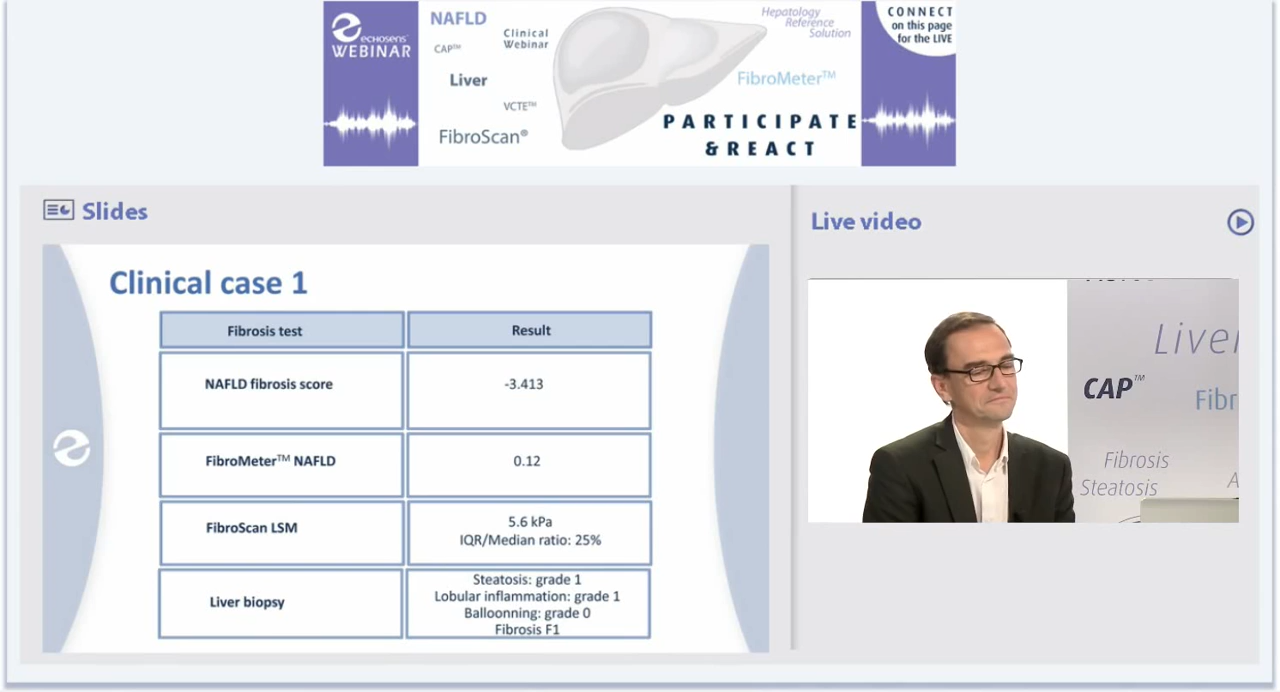 echosens
WEBINAR
NAFLD
CAP™
Clinical
Webinar
Liver
VCTE™
FibroScan®
Hepatology
Reference
Solution
FibroMeter™
PARTICIPATE
& REACT
CONNECT
on this page
for the LIVE
Slides
Clinical case 1
Fibrosis test
Result
NAFLD fibrosis score
-3.413
FibroMeter™ NAFLD
0.12
FibroScan LSM
5.6 kPa
IQR/Median ratio: 25%
Liver biopsy
Steatosis: grade 1
Lobular inflammation: grade 1
Balloonning: grade 0
Fibrosis F1
Live video
Liver
CAP™
Fibr
Fibrosis
Steatosis
A